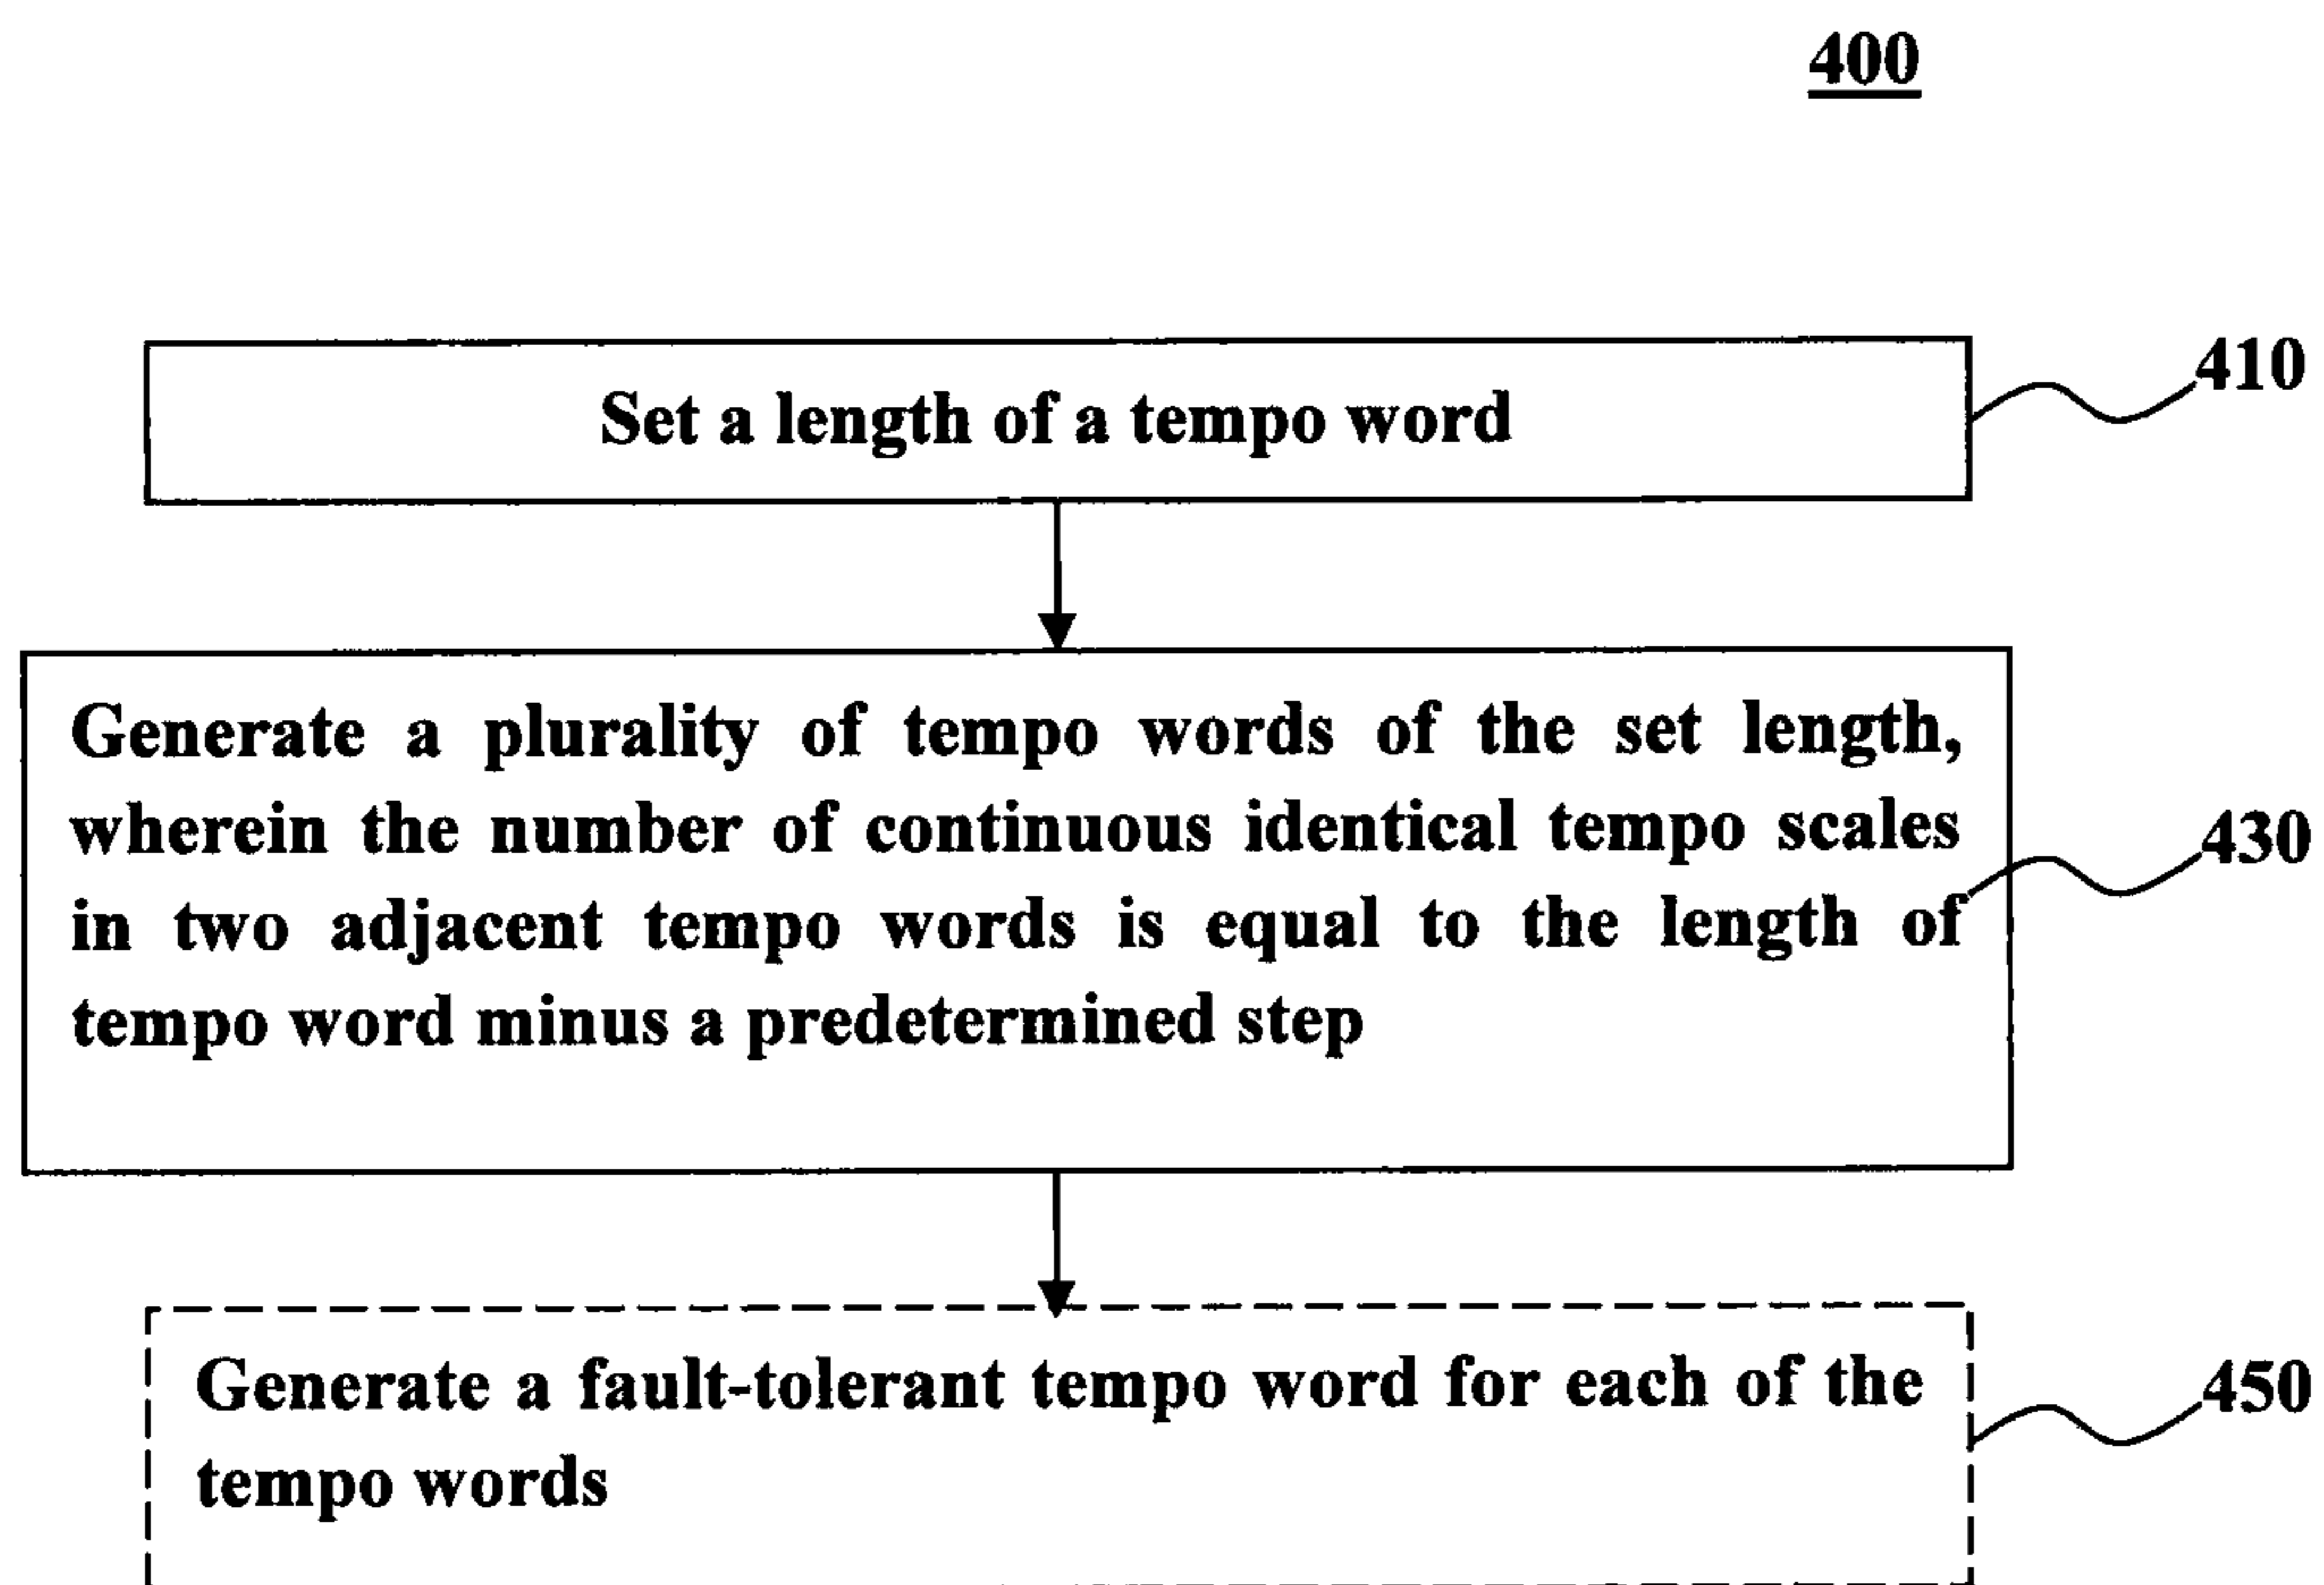 400
410
Set a length of a tempo word
Generate a plurality of tempo words of the set length,
wherein the number of continuous identical tempo scales
430
in two adjacent tempo words is equal to the length of
tempo word minus a predetermined step
Generate a fault-tolerant tempo word for each of the
450
tempo words